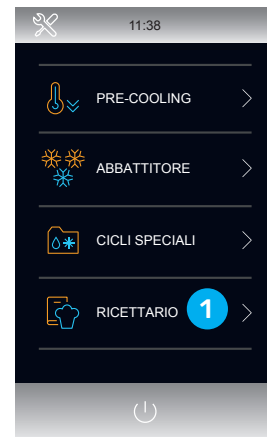 11:38
PRE-COOLING
ABBATTITORE
CICLI SPECIALI
RICETTARIO 1